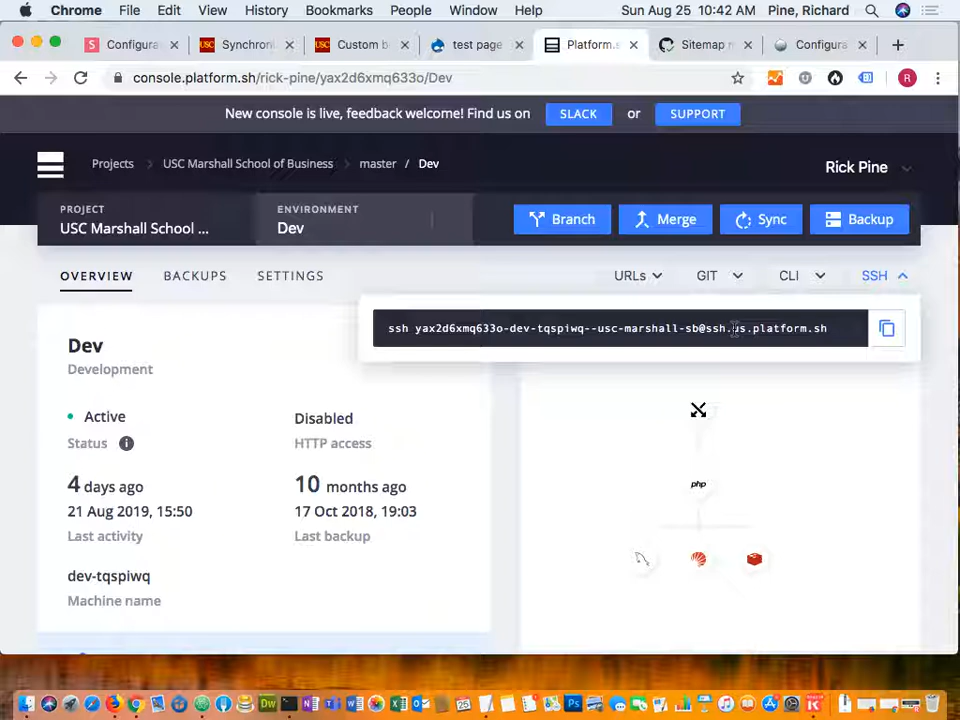 Chrome File Edit View History Bookmarks People Window Help Sun Aug 25 10:42 AM Pine, Richard
S Configura USC Synchron USC Custom b test page Platform.s Sitemap n Configura
console.platform.sh/rick-pine/yax2d6xmq633o/Dev R
New console is live, feedback welcome! Find us on SLACK or SUPPORT
Projects USC Marshall School of Business master / Dev Rick Pine
PROJECT ENVIRONMENT
USC Marshall School ... Dev Branch Merge Sync Backup
OVERVIEW BACKUPS SETTINGS URLs GIT CLI SSH
ssh yax2d6xmq633o-dev-tqspiwq--usc-marshall-sb@ssh.us.platform.sh
Dev
Development
Active Disabled
Status HTTP access
php
4 days ago 10 months ago
21 Aug 2019, 15:50 17 Oct 2018, 19:03
Last activity Last backup
dev-tqspiwq
Machine name